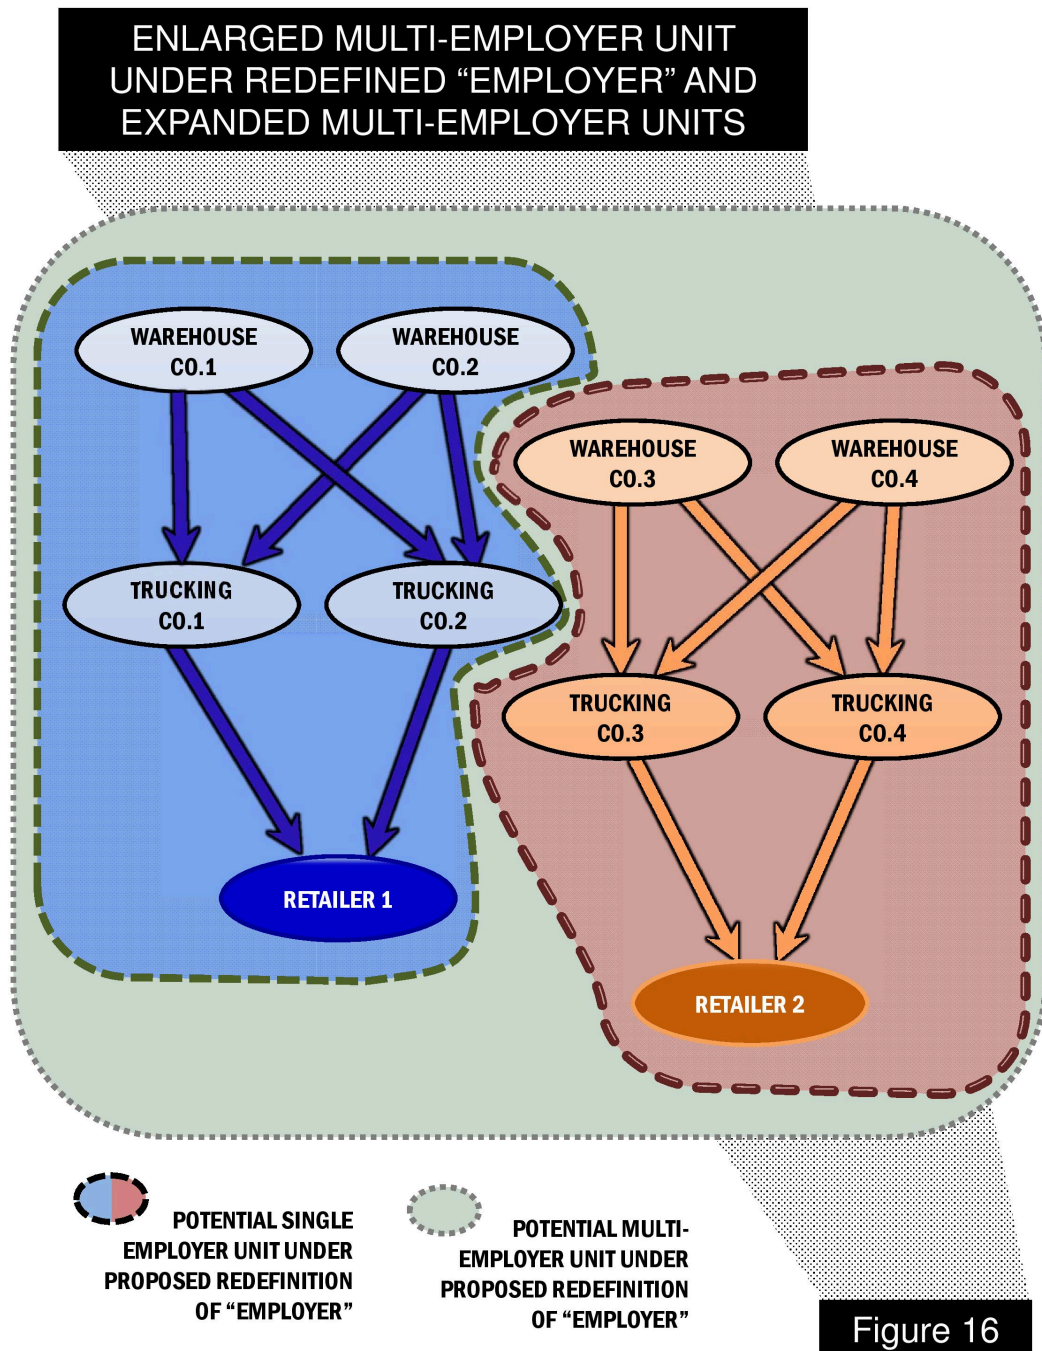 ENLARGED MULTI-EMPLOYER UNIT
UNDER REDEFINED “EMPLOYER” AND
EXPANDED MULTI-EMPLOYER UNITS
WAREHOUSE
CO.1
WAREHOUSE
CO.2
WAREHOUSE
CO.3
WAREHOUSE
CO.4
TRUCKING
CO.1
TRUCKING
CO.2
TRUCKING
CO.3
TRUCKING
CO.4
RETAILER 1
RETAILER 2
POTENTIAL SINGLE
EMPLOYER UNIT UNDER
PROPOSED REDEFINITION
OF “EMPLOYER”
POTENTIAL MULTI-
EMPLOYER UNIT UNDER
PROPOSED REDEFINITION
OF “EMPLOYER”
Figure 16